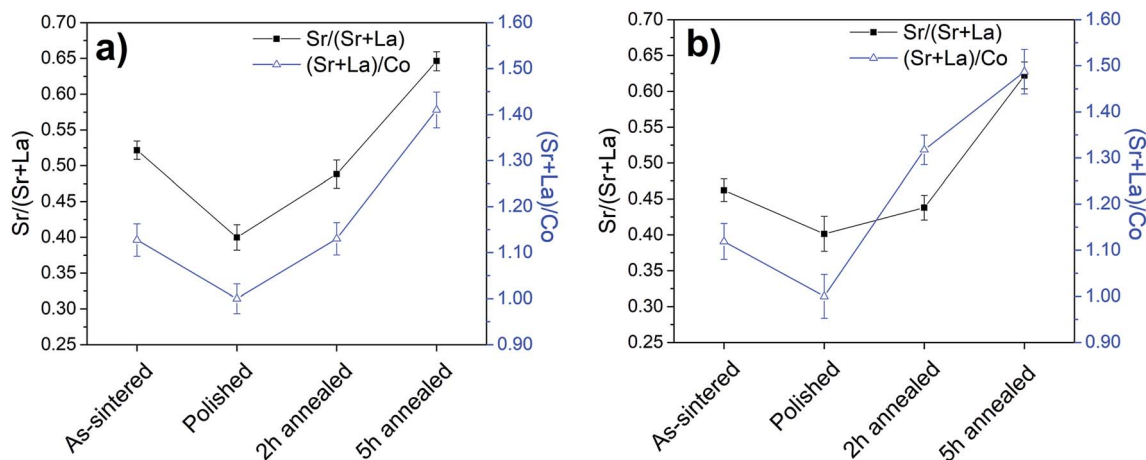 a)
Sr/(Sr+La)
(Sr+La)/Co
0.70
0.65
0.60
0.55
0.50
0.45
0.40
0.35
0.30
0.25
Sr/(Sr+La)
1.60
1.50
1.40
1.30
1.20
1.10
1.00
0.90
(Sr+La)/Co
As-sintered
Polished
2h annealed
5h annealed
b)
Sr/(Sr+La)
(Sr+La)/Co
0.70
0.65
0.60
0.55
0.50
0.45
0.40
0.35
0.30
0.25
Sr/(Sr+La)
1.60
1.50
1.40
1.30
1.20
1.10
1.00
0.90
(Sr+La)/Co
As-sintered
Polished
2h annealed
5h annealed